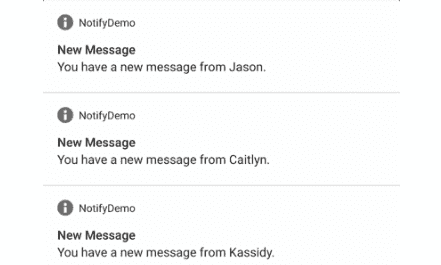 NotifyDemo
New Message
You have a new message from Jason.
NotifyDemo
New Message
You have a new message from Caitlyn.
NotifyDemo
New Message
You have a new message from Kassidy.